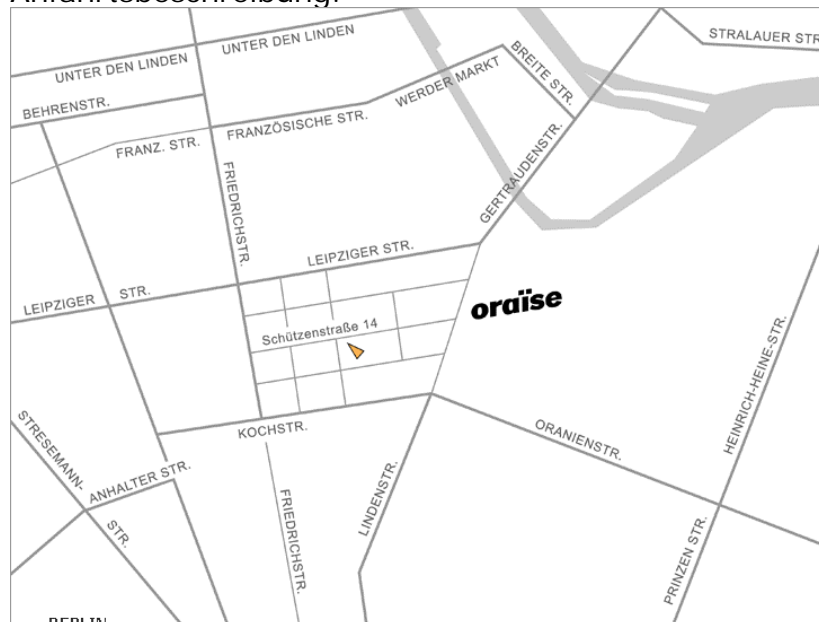 Anfahrtsbeschreibung:
UNTER DEN LINDEN
UNTER DEN LINDEN
STRALAUER STR
BREITE STR.
WERDER MARKT
BEHRENSTR.
FRANZÖSISCHE STR.
FRANZ. STR.
GERTRAUDENSTR.
FRIEDRICHSTR.
LEIPZIGER STR.
LEIPZIGER STR.
oraïse
Schützenstraße 14
HEINRICH-HEINE-STR.
KOCHSTR.
ORANIENSTR.
STRESEMANN-
STR.
ANHALTER STR.
LINDENSTR.
FRIEDRICHSTR.
PRINZEN STR.
BERLIN